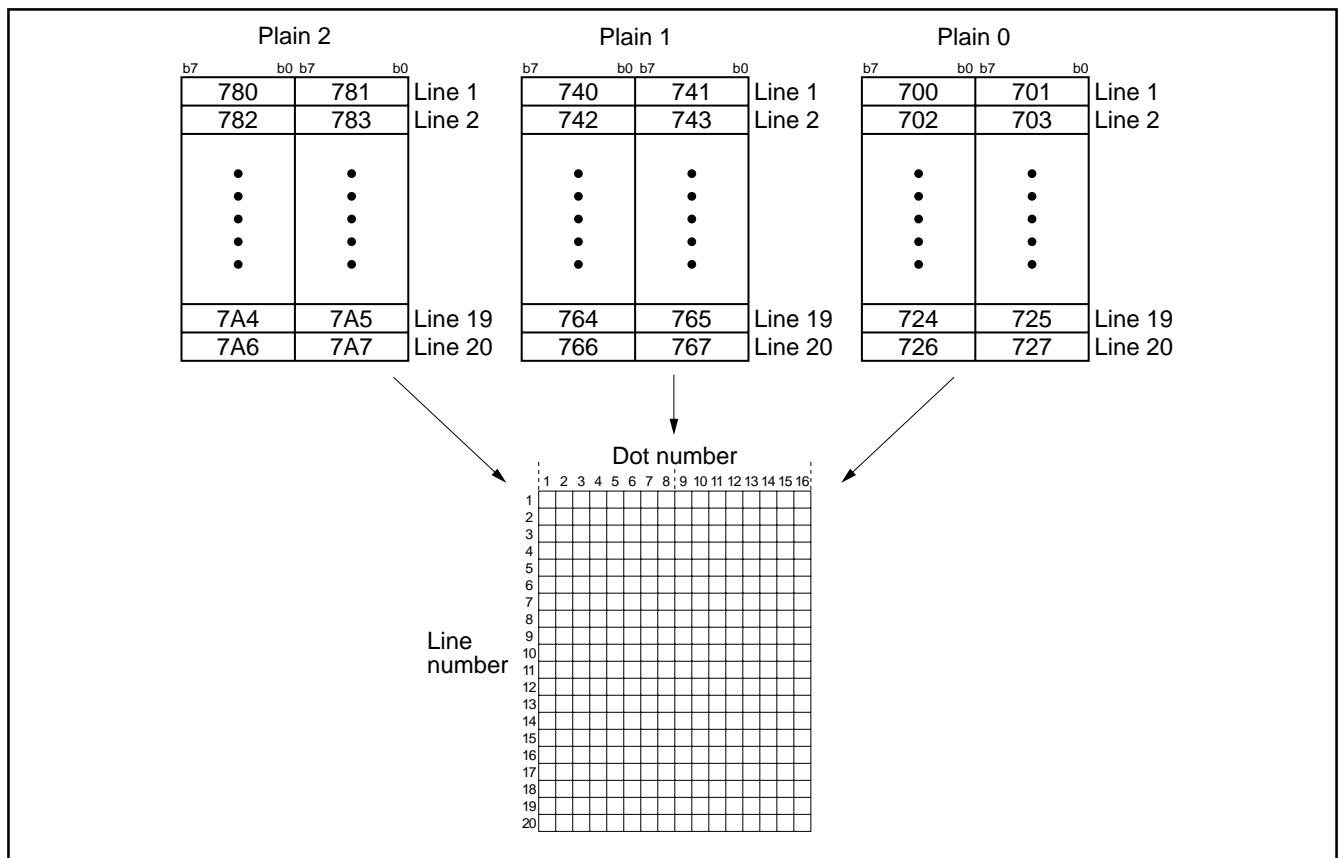 Plain 2 Plain 1 Plain 0
b7 b0 b7 b0 b7 b0 b7 b0 b7 b0 b7 b0
780 781 Line 1 740 741 Line 1 700 701 Line 1
782 783 Line 2 742 743 Line 2 702 703 Line 2
7A4 7A5 Line 19 764 765 Line 19 724 725 Line 19
7A6 7A7 Line 20 766 767 Line 20 726 727 Line 20
Dot number
1 2 3 4 5 6 7 8 9 10 11 12 13 14 15 16
1
2
3
4
5
6
7
8
9
Line
number
10
11
12
13
14
15
16
17
18
19
20